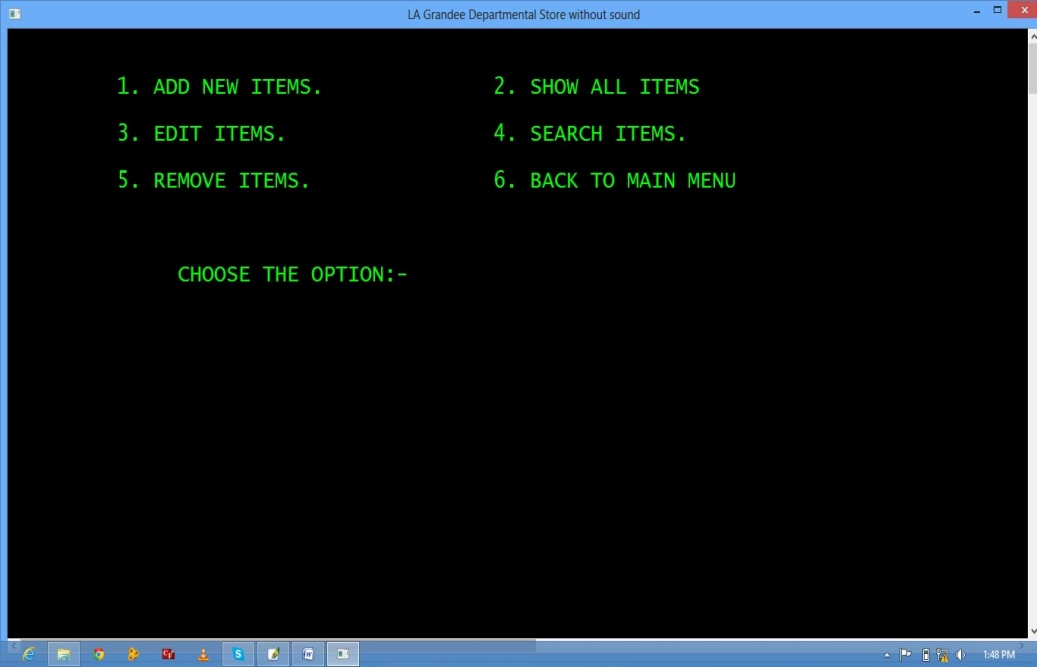 LA Grandee Departmental Store without sound
1. ADD NEW ITEMS. 2. SHOW ALL ITEMS
3. EDIT ITEMS. 4. SEARCH ITEMS.
5. REMOVE ITEMS. 6. BACK TO MAIN MENU
CHOOSE THE OPTION:-
1:48 PM